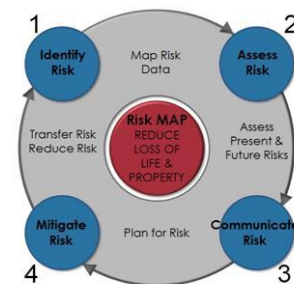 1
Identify
Risk
Map Risk
Data
2
Assess
Risk
Transfer Risk
Reduce Risk
Risk MAP
REDUCE
LOSS OF
LIFE &
PROPERTY
Assess
Present &
Future Risks
Mitigate
Risk
4
Plan for Risk
Communicate
Risk
3